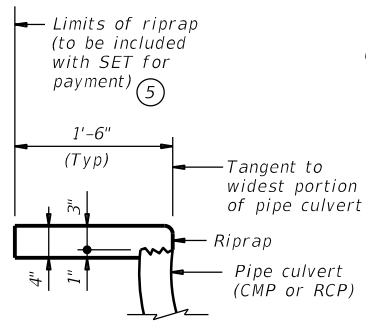 Limits of riprap
(to be included
with SET for
payment) 5
1'-6"
(Typ)
Tangent to
widest portion
of pipe culvert
3"
Riprap
4"
1"
Pipe culvert
(CMP or RCP)